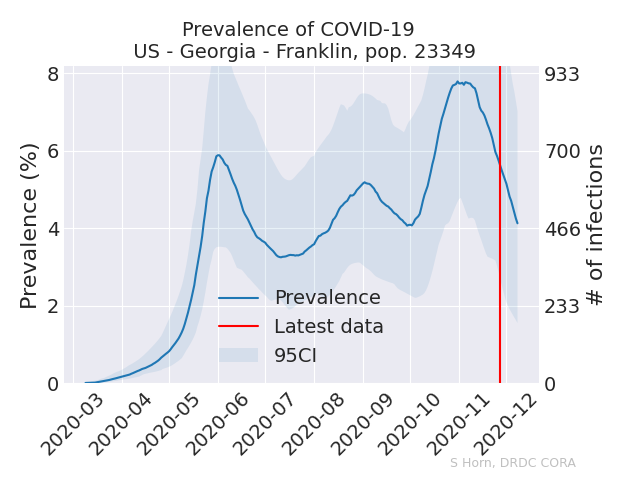 Prevalence of COVID-19
US - Georgia - Franklin, pop. 23349
Prevalence (%)
8
6
4
2
0
933
700
466
233
0
# of infections
Prevalence
Latest data
95CI
2020-03
2020-04
2020-05
2020-06
2020-07
2020-08
2020-09
2020-10
2020-11
2020-12
S Horn, DRDC CORA